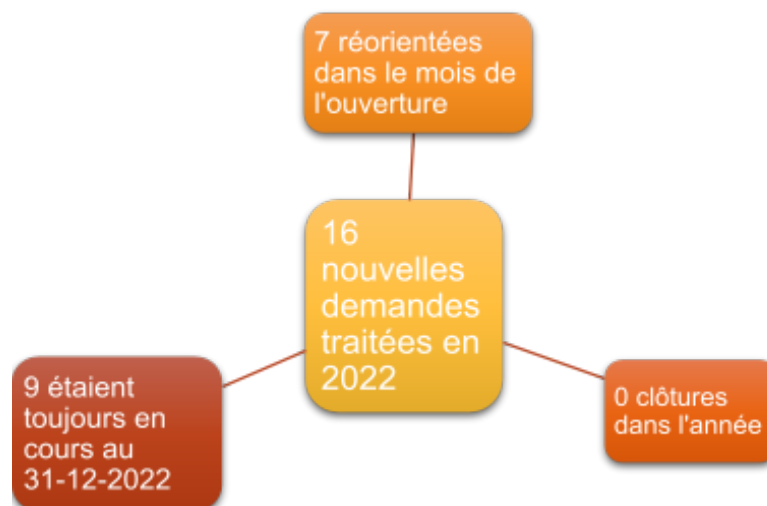 7 réorientées
dans le mois de
l'ouverture
16
nouvelles
demandes
traitées en
2022
9 étaient
toujours en
cours au
31-12-2022
0 clôtures
dans l'année